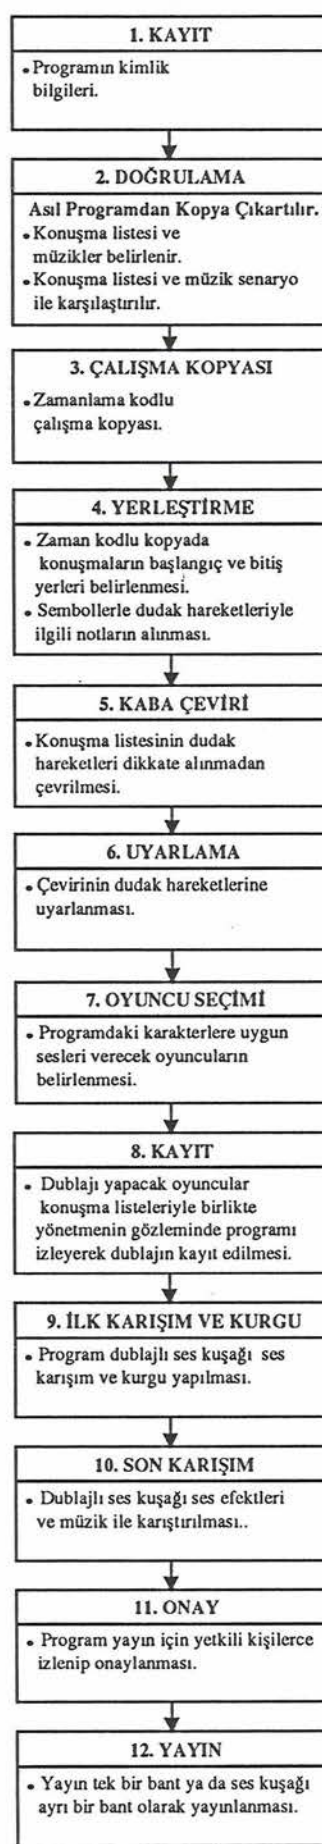 1. KAYIT
• Programın kimlik
bilgileri.
2. DOĞRULAMA
Asıl Programdan Kopya Çıkartılır.
• Konuşma listesi ve
müzikler belirlenir.
• Konuşma listesi ve müzik senaryo
ile karşılaştırılır.
3. ÇALIŞMA KOPYASI
• Zamanlama kodlu
çalışma kopyası.
4. YERLEŞTİRME
• Zaman kodlu kopyada
konuşmaların başlangıç ve bitiş
yerleri belirlenmesi.
• Sembollerle dudak hareketleriyle
ilgili notların alınması.
5. KABA ÇEVİRİ
• Konuşma listesinin dudak
hareketleri dikkate alınmadan
çevrilmesi.
6. UYARLAMA
• Çevirinin dudak hareketlerine
uyarlanması.
7. OYUNCU SEÇİMİ
• Programdaki karakterlere uygun
sesleri verecek oyuncuların
belirlenmesi.
8. KAYIT
• Dublajı yapacak oyuncular
konuşma listeleriyle birlikte
yönetmenin gözleminde programı
izleyerek dublajın kayıt edilmesi.
9. İLK KARIŞIM VE KURGU
• Program dublajlı ses kuşağı ses
karışım ve kurgu yapılması.
10. SON KARIŞIM
• Dublajlı ses kuşağı ses efektleri
ve müzik ile karıştırılması..
11. ONAY
• Program yayın için yetkili kişilerce
izlenip onaylanması.
12. YAYIN
• Yayın tek bir bant ya da ses kuşağı
ayrı bir bant olarak yayınlanması.